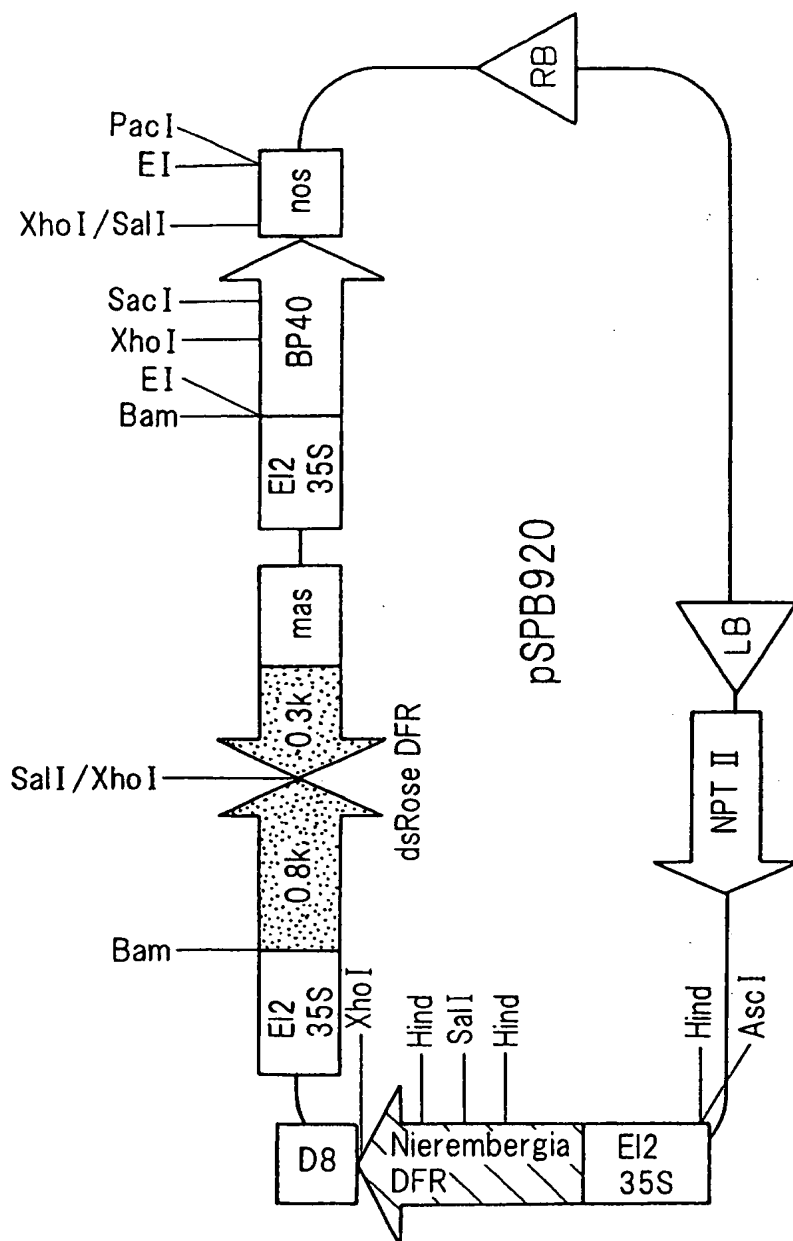 RB
PacI
EI
nos
XhoI/SalI
SacI
BP40
XhoI
EI
Bam
EI2
35S
mas
pSPB920
LB
0.3k
SalI/XhoI
dsRose DFR
NPT II
0.8k
Bam
EI2
35S
XhoI
Hind
SalI
Hind
Hind
AscI
D8
Nierembergia
DFR
EI2
35S